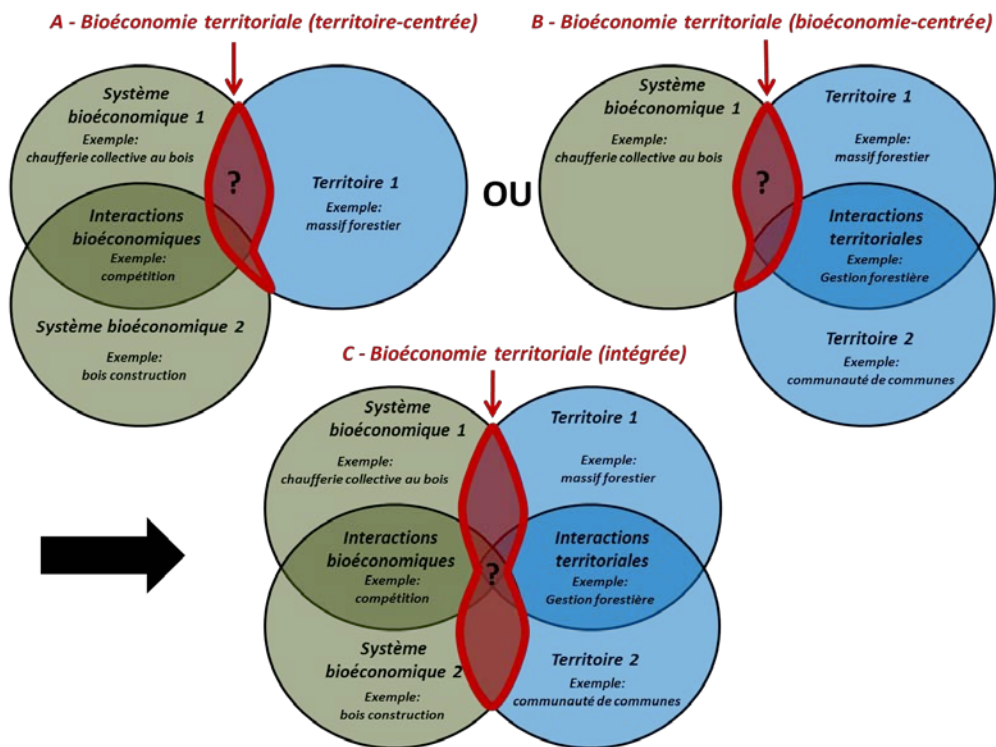 A - Bioéconomie territoriale (territoire-centrée)
Système
bioéconomique 1
Exemple:
chaufferie collective au bois
?
Territoire 1
Exemple:
massif forestier
Interactions
bioéconomiques
Exemple:
compétition
Système bioéconomique 2
Exemple:
bois construction
OU
B - Bioéconomie territoriale (bioéconomie-centrée)
Système
bioéconomique 1
Exemple:
chaufferie collective au bois
?
Territoire 1
Exemple:
massif forestier
Interactions
territoriales
Exemple:
Gestion forestière
Territoire 2
Exemple:
communauté de communes
C - Bioéconomie territoriale (intégrée)
Système
bioéconomique 1
Exemple:
chaufferie collective au bois
Territoire 1
Exemple:
massif forestier
Interactions
bioéconomiques
Exemple:
compétition
?
Interactions
territoriales
Exemple:
Gestion forestière
Système
bioéconomique 2
Exemple:
bois construction
Territoire 2
Exemple:
communauté de communes